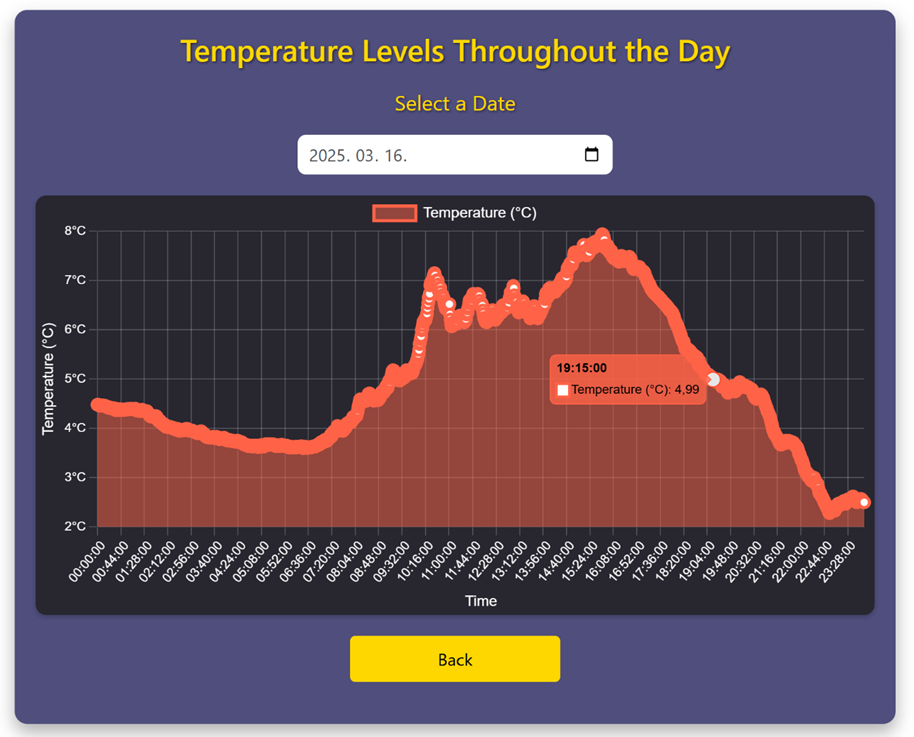 Temperature Levels Throughout the Day
Select a Date
2025. 03. 16.
Temperature (°C)
8°C
7°C
6°C
5°C
4°C
3°C
2°C
Temperature (°C)
19:15:00
Temperature (°C): 4.99
00:00:00
00:44:00
01:28:00
02:12:00
02:56:00
03:40:00
04:24:00
05:08:00
05:52:00
06:36:00
07:20:00
08:04:00
08:48:00
09:32:00
10:16:00
11:00:00
11:44:00
12:28:00
13:12:00
13:56:00
14:40:00
15:24:00
16:08:00
16:52:00
17:36:00
18:20:00
19:04:00
19:48:00
20:32:00
21:16:00
22:00:00
22:44:00
23:28:00
Time
Back